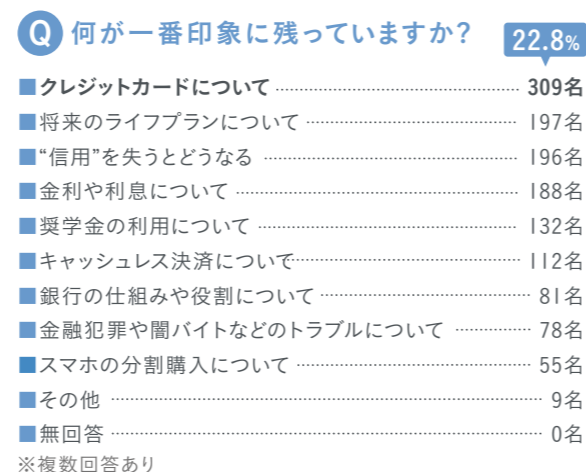 Q 何が一番印象に残っていますか?
22.8%
■クレジットカードについて 309名
■将来のライフプランについて 197名
■“信用”を失うとどうなる 196名
■金利や利息について 188名
■奨学金の利用について 132名
■キャッシュレス決済について 112名
■銀行の仕組みや役割について 81名
■金融犯罪や闇バイトなどのトラブルについて 78名
■スマホの分割購入について 55名
■その他 9名
■無回答 0名
※複数回答あり